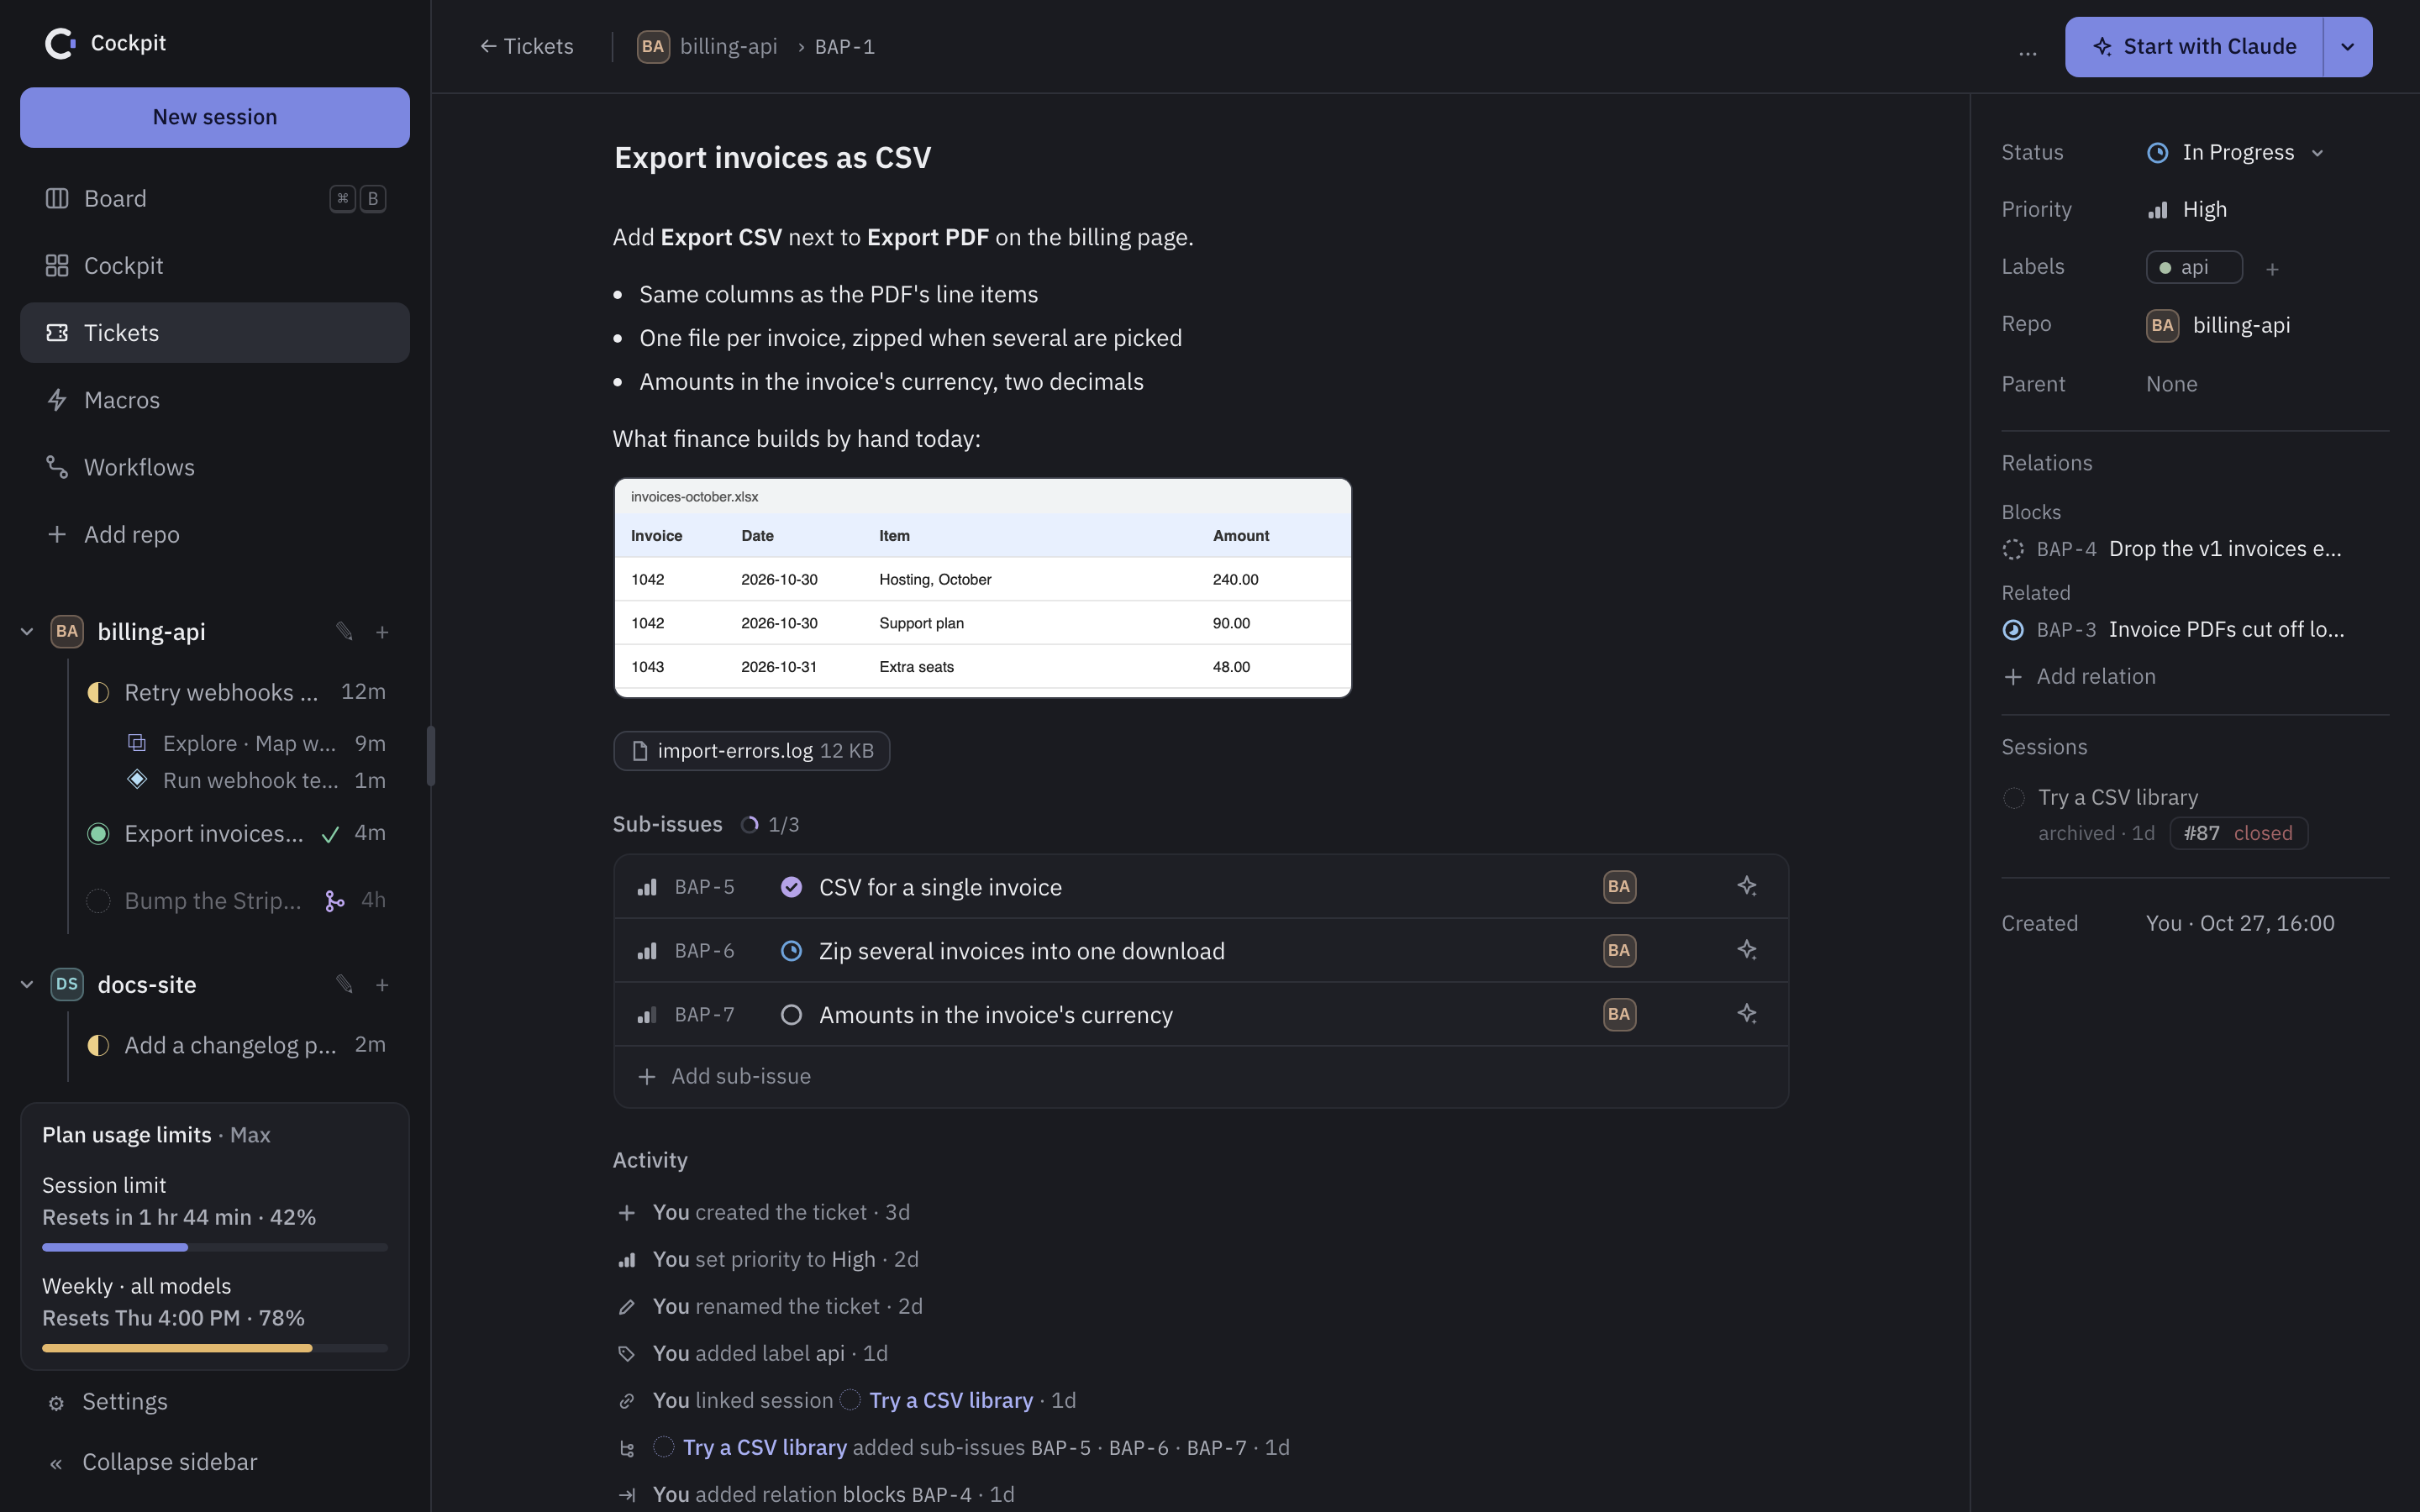 Cockpit
New session
Board ⌘ B
Cockpit
Tickets
Macros
Workflows
+ Add repo
BA billing-api +
Retry webhooks ... 12m
Explore · Map w... 9m
Run webhook te... 1m
Export invoices... 4m
Bump the Strip... 4h
DS docs-site +
Add a changelog p... 2m
Plan usage limits · Max
Session limit
Resets in 1 hr 44 min · 42%
Weekly · all models
Resets Thu 4:00 PM · 78%
Settings
« Collapse sidebar
← Tickets
BA billing-api › BAP-1
...
Start with Claude
Export invoices as CSV
Add Export CSV next to Export PDF on the billing page.
• Same columns as the PDF's line items
• One file per invoice, zipped when several are picked
• Amounts in the invoice's currency, two decimals
What finance builds by hand today:
invoices-october.xlsx
Invoice Date Item Amount
1042 2026-10-30 Hosting, October 240.00
1042 2026-10-30 Support plan 90.00
1043 2026-10-31 Extra seats 48.00
import-errors.log 12 KB
Sub-issues 1/3
BAP-5 CSV for a single invoice BA
BAP-6 Zip several invoices into one download BA
BAP-7 Amounts in the invoice's currency BA
+ Add sub-issue
Activity
You created the ticket · 3d
You set priority to High · 2d
You renamed the ticket · 2d
You added label api · 1d
You linked session Try a CSV library · 1d
Try a CSV library added sub-issues BAP-5 · BAP-6 · BAP-7 · 1d
You added relation blocks BAP-4 · 1d
Status In Progress
Priority High
Labels api +
Repo BA billing-api
Parent None
Relations
Blocks
BAP-4 Drop the v1 invoices e...
Related
BAP-3 Invoice PDFs cut off lo...
+ Add relation
Sessions
Try a CSV library
archived · 1d #87 closed
Created You · Oct 27, 16:00